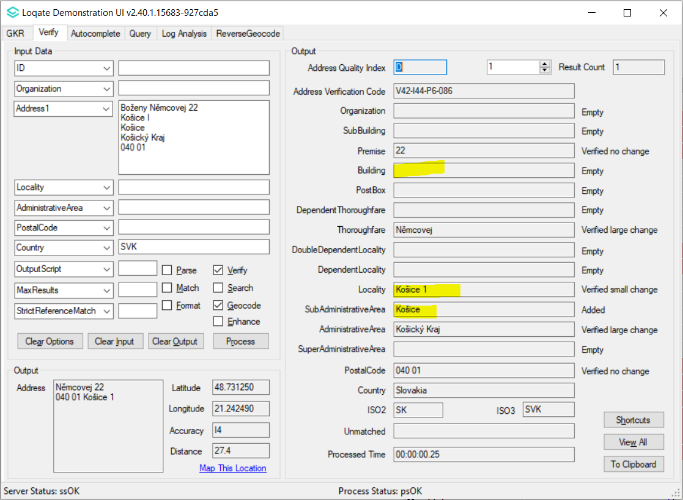 Loqate Demonstration UI v2.40.1.15683-927cda5
GKR Verify Autocomplete Query Log Analysis ReverseGeocode
Input Data
ID
Organization
Address1
Boženy Němcovej 22
Košice I
Košice
Košický Kraj
040 01
Locality
AdministrativeArea
PostalCode
Country SVK
OutputScript Parse Verify
MaxResults Match Search
StrictReferenceMatch Format Geocode
Enhance
Clear Options Clear Input Clear Output Process
Output
Address
Němcovej 22
040 01 Košice 1
Latitude 48.731250
Longitude 21.242490
Accuracy I4
Distance 27.4
Map This Location
Output
Address Quality Index D 1 Result Count 1
Address Verification Code V42-I44-P6-086
Organization Empty
SubBuilding Empty
Premise 22 Verified no change
Building Empty
PostBox Empty
DependentThoroughfare Empty
Thoroughfare Němcovej Verified large change
DoubleDependentLocality Empty
DependentLocality Empty
Locality Košice 1 Verified small change
SubAdministrativeArea Košice Added
AdministrativeArea Košický Kraj Verified large change
SuperAdministrativeArea Empty
PostalCode 040 01 Verified no change
Country Slovakia
ISO2 SK ISO3 SVK
Unmatched
Processed Time 00:00:00.25
Shortcuts
View All
To Clipboard
Server Status: ssOK Process Status: psOK